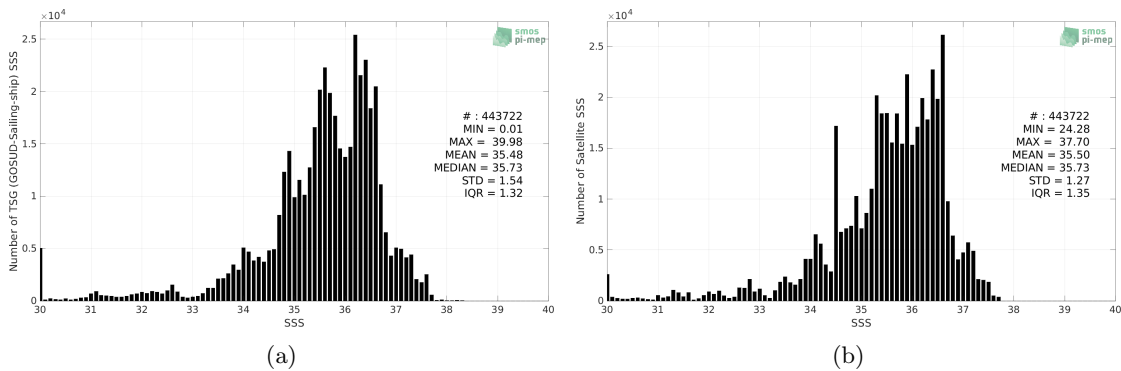 ×10⁴
2.5
2
1.5
1
0.5
0
30 31 32 33 34 35 36 37 38 39 40
SSS
Number of TSG (GOSUD-Sailing-ship) SSS
smos
pi-mep
# : 443722
MIN = 0.01
MAX = 39.98
MEAN = 35.48
MEDIAN = 35.73
STD = 1.54
IQR = 1.32
(a)
×10⁴
2.5
2
1.5
1
0.5
0
30 31 32 33 34 35 36 37 38 39 40
SSS
Number of Satellite SSS
smos
pi-mep
# : 443722
MIN = 24.28
MAX = 37.70
MEAN = 35.50
MEDIAN = 35.73
STD = 1.27
IQR = 1.35
(b)